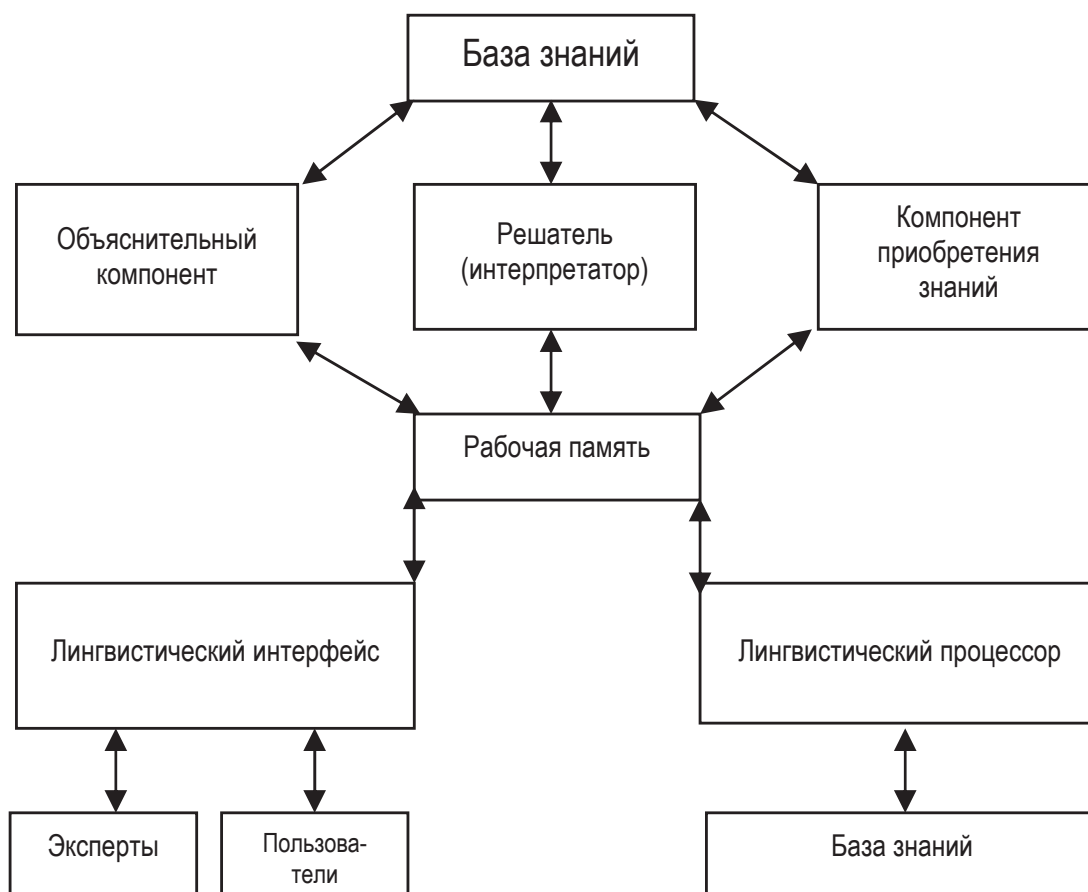 База знаний
Объяснительный
компонент
Решатель
(интерпретатор)
Компонент
приобретения
знаний
Рабочая память
Лингвистический интерфейс
Лингвистический процессор
Эксперты
Пользова-
тели
База знаний